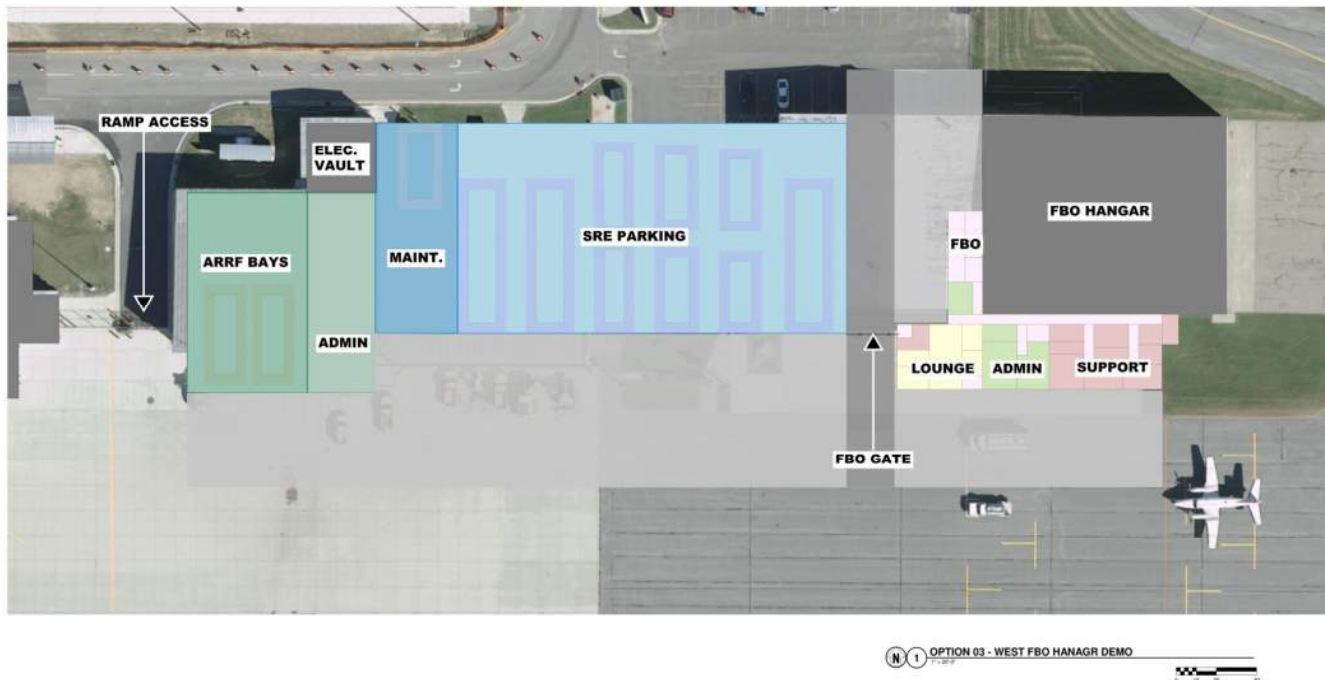 RAMP ACCESS
ELEC.
VAULT
ARRF BAYS
ADMIN
MAINT.
SRE PARKING
FBO
FBO HANGAR
LOUNGE
ADMIN
SUPPORT
FBO GATE
N
1
OPTION 03 - WEST FBO HANAGR DEMO